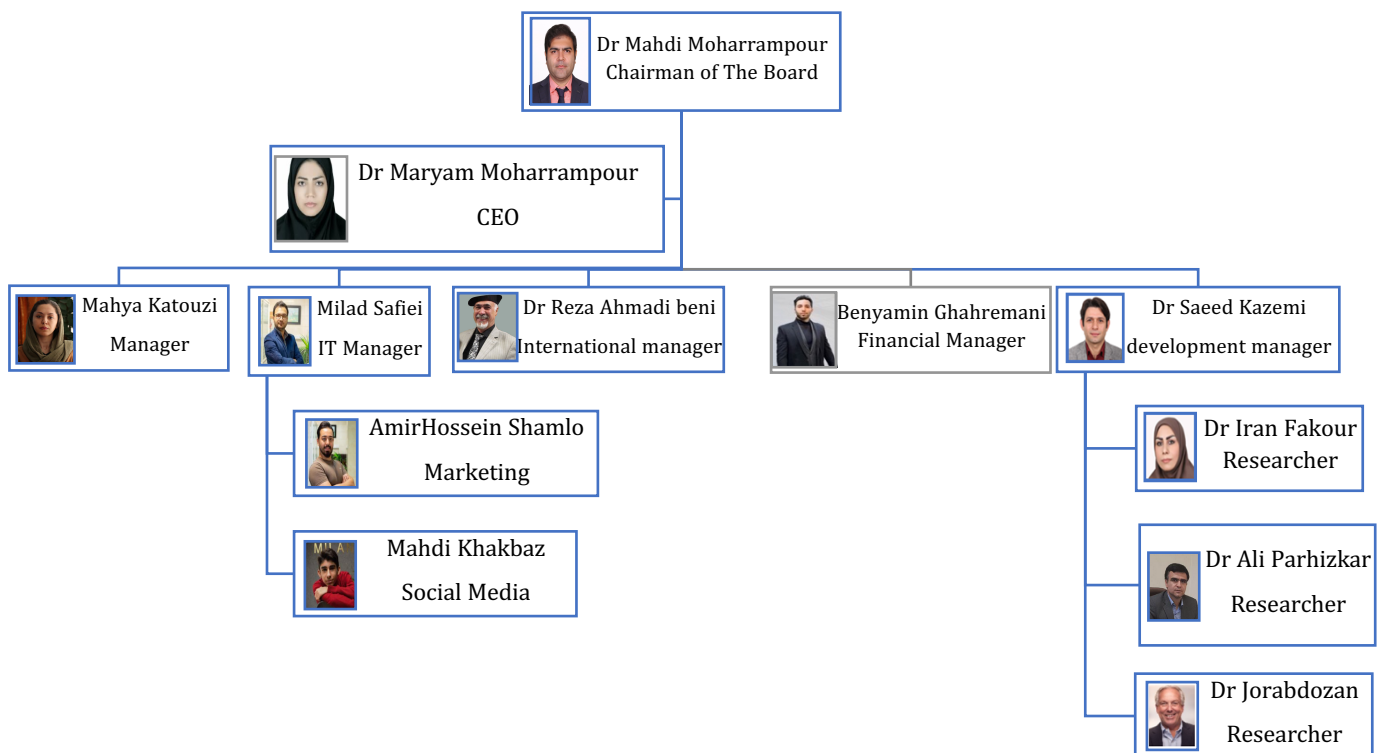 Dr Mahdi Moharrampour
Chairman of The Board
Dr Maryam Moharrampour
CEO
Mahya Katouzi
Manager
Milad Safiei
IT Manager
Dr Reza Ahmadi beni
International manager
Benyamin Ghahremani
Financial Manager
Dr Saeed Kazemi
development manager
AmirHossein Shamlo
Marketing
Mahdi Khakbaz
Social Media
Dr Iran Fakour
Researcher
Dr Ali Parhizkar
Researcher
Dr Jorabdozan
Researcher